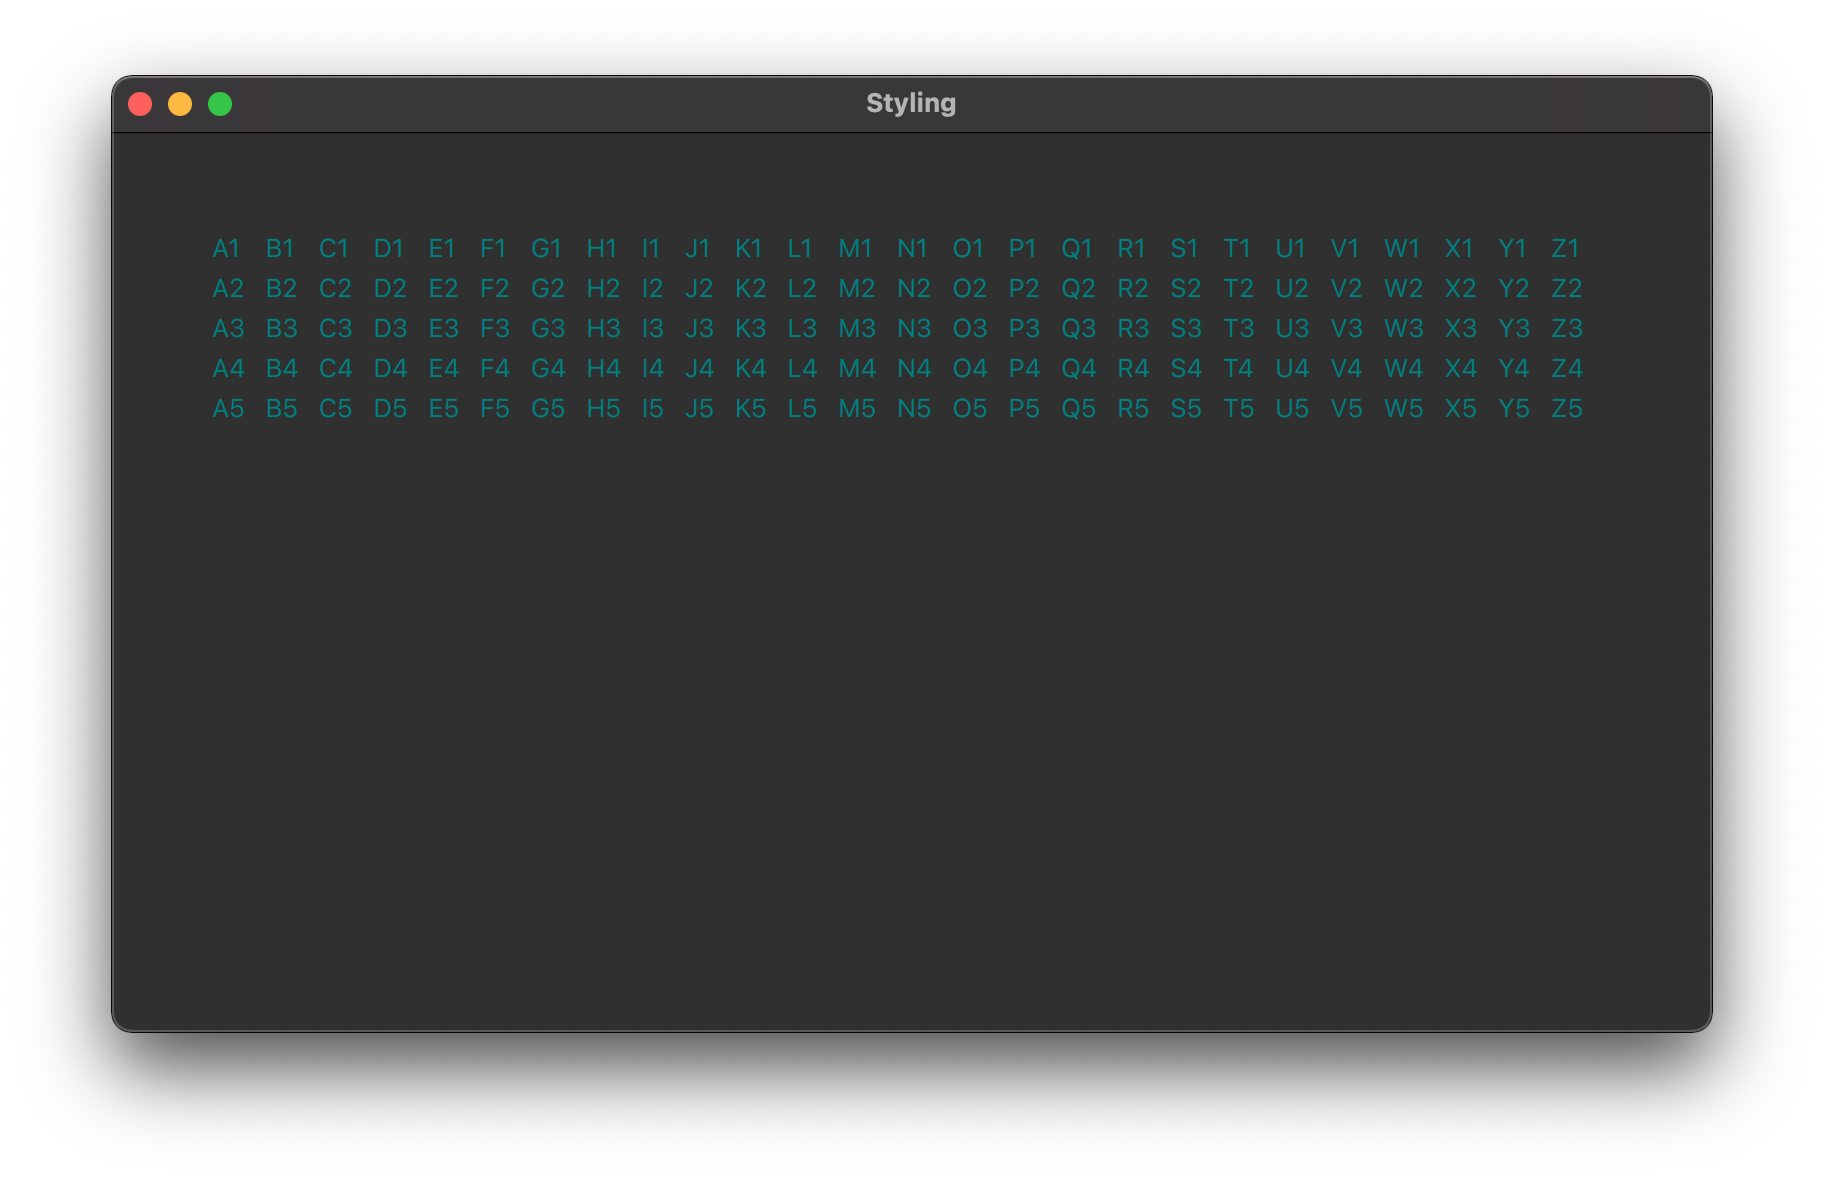 Styling
A1 B1 C1 D1 E1 F1 G1 H1 I1 J1 K1 L1 M1 N1 O1 P1 Q1 R1 S1 T1 U1 V1 W1 X1 Y1 Z1
A2 B2 C2 D2 E2 F2 G2 H2 I2 J2 K2 L2 M2 N2 O2 P2 Q2 R2 S2 T2 U2 V2 W2 X2 Y2 Z2
A3 B3 C3 D3 E3 F3 G3 H3 I3 J3 K3 L3 M3 N3 O3 P3 Q3 R3 S3 T3 U3 V3 W3 X3 Y3 Z3
A4 B4 C4 D4 E4 F4 G4 H4 I4 J4 K4 L4 M4 N4 O4 P4 Q4 R4 S4 T4 U4 V4 W4 X4 Y4 Z4
A5 B5 C5 D5 E5 F5 G5 H5 I5 J5 K5 L5 M5 N5 O5 P5 Q5 R5 S5 T5 U5 V5 W5 X5 Y5 Z5